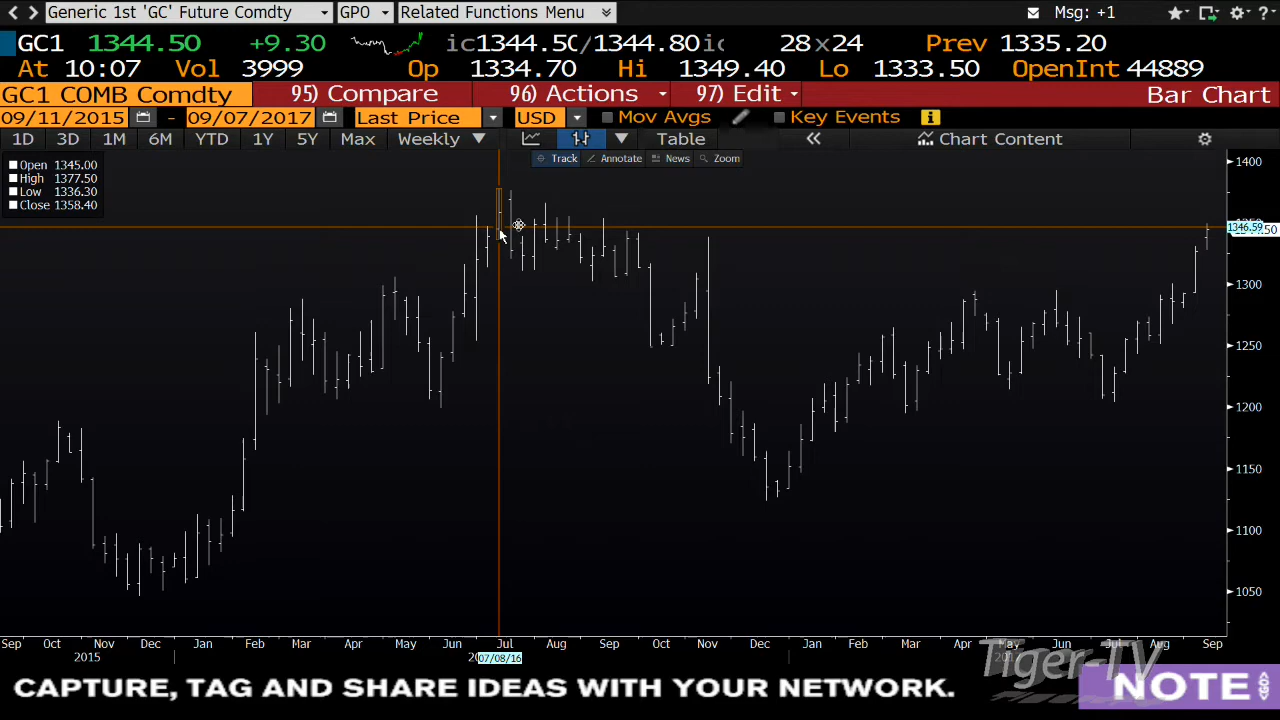 Generic 1st 'GC' Future Comdty GPO Related Functions Menu Msg: +1
GC1 1344.50 +9.30 ic1344.50/1344.80ic 28x24 Prev 1335.20
At 10:07 Vol 3999 Op 1334.70 Hi 1349.40 Lo 1333.50 OpenInt 44889
GC1 COMB Comdty 95) Compare 96) Actions 97) Edit Bar Chart
09/11/2015 - 09/07/2017 Last Price USD Mov Avgs Key Events
1D 3D 1M 6M YTD 1Y 5Y Max Weekly Table « Chart Content
Track Annotate News Zoom
Open 1345.00
High 1377.50
Low 1336.30
Close 1358.40
1400
1346.59
1300
1250
1200
1150
1100
1050
Sep Oct Nov Dec Jan Feb Mar Apr May Jun Jul Aug Sep Oct Nov Dec Jan Feb Mar Apr May Jun Jul Aug Sep
2015 07/08/16 2017
Tiger-TV
CAPTURE, TAG AND SHARE IDEAS WITH YOUR NETWORK. NOTE